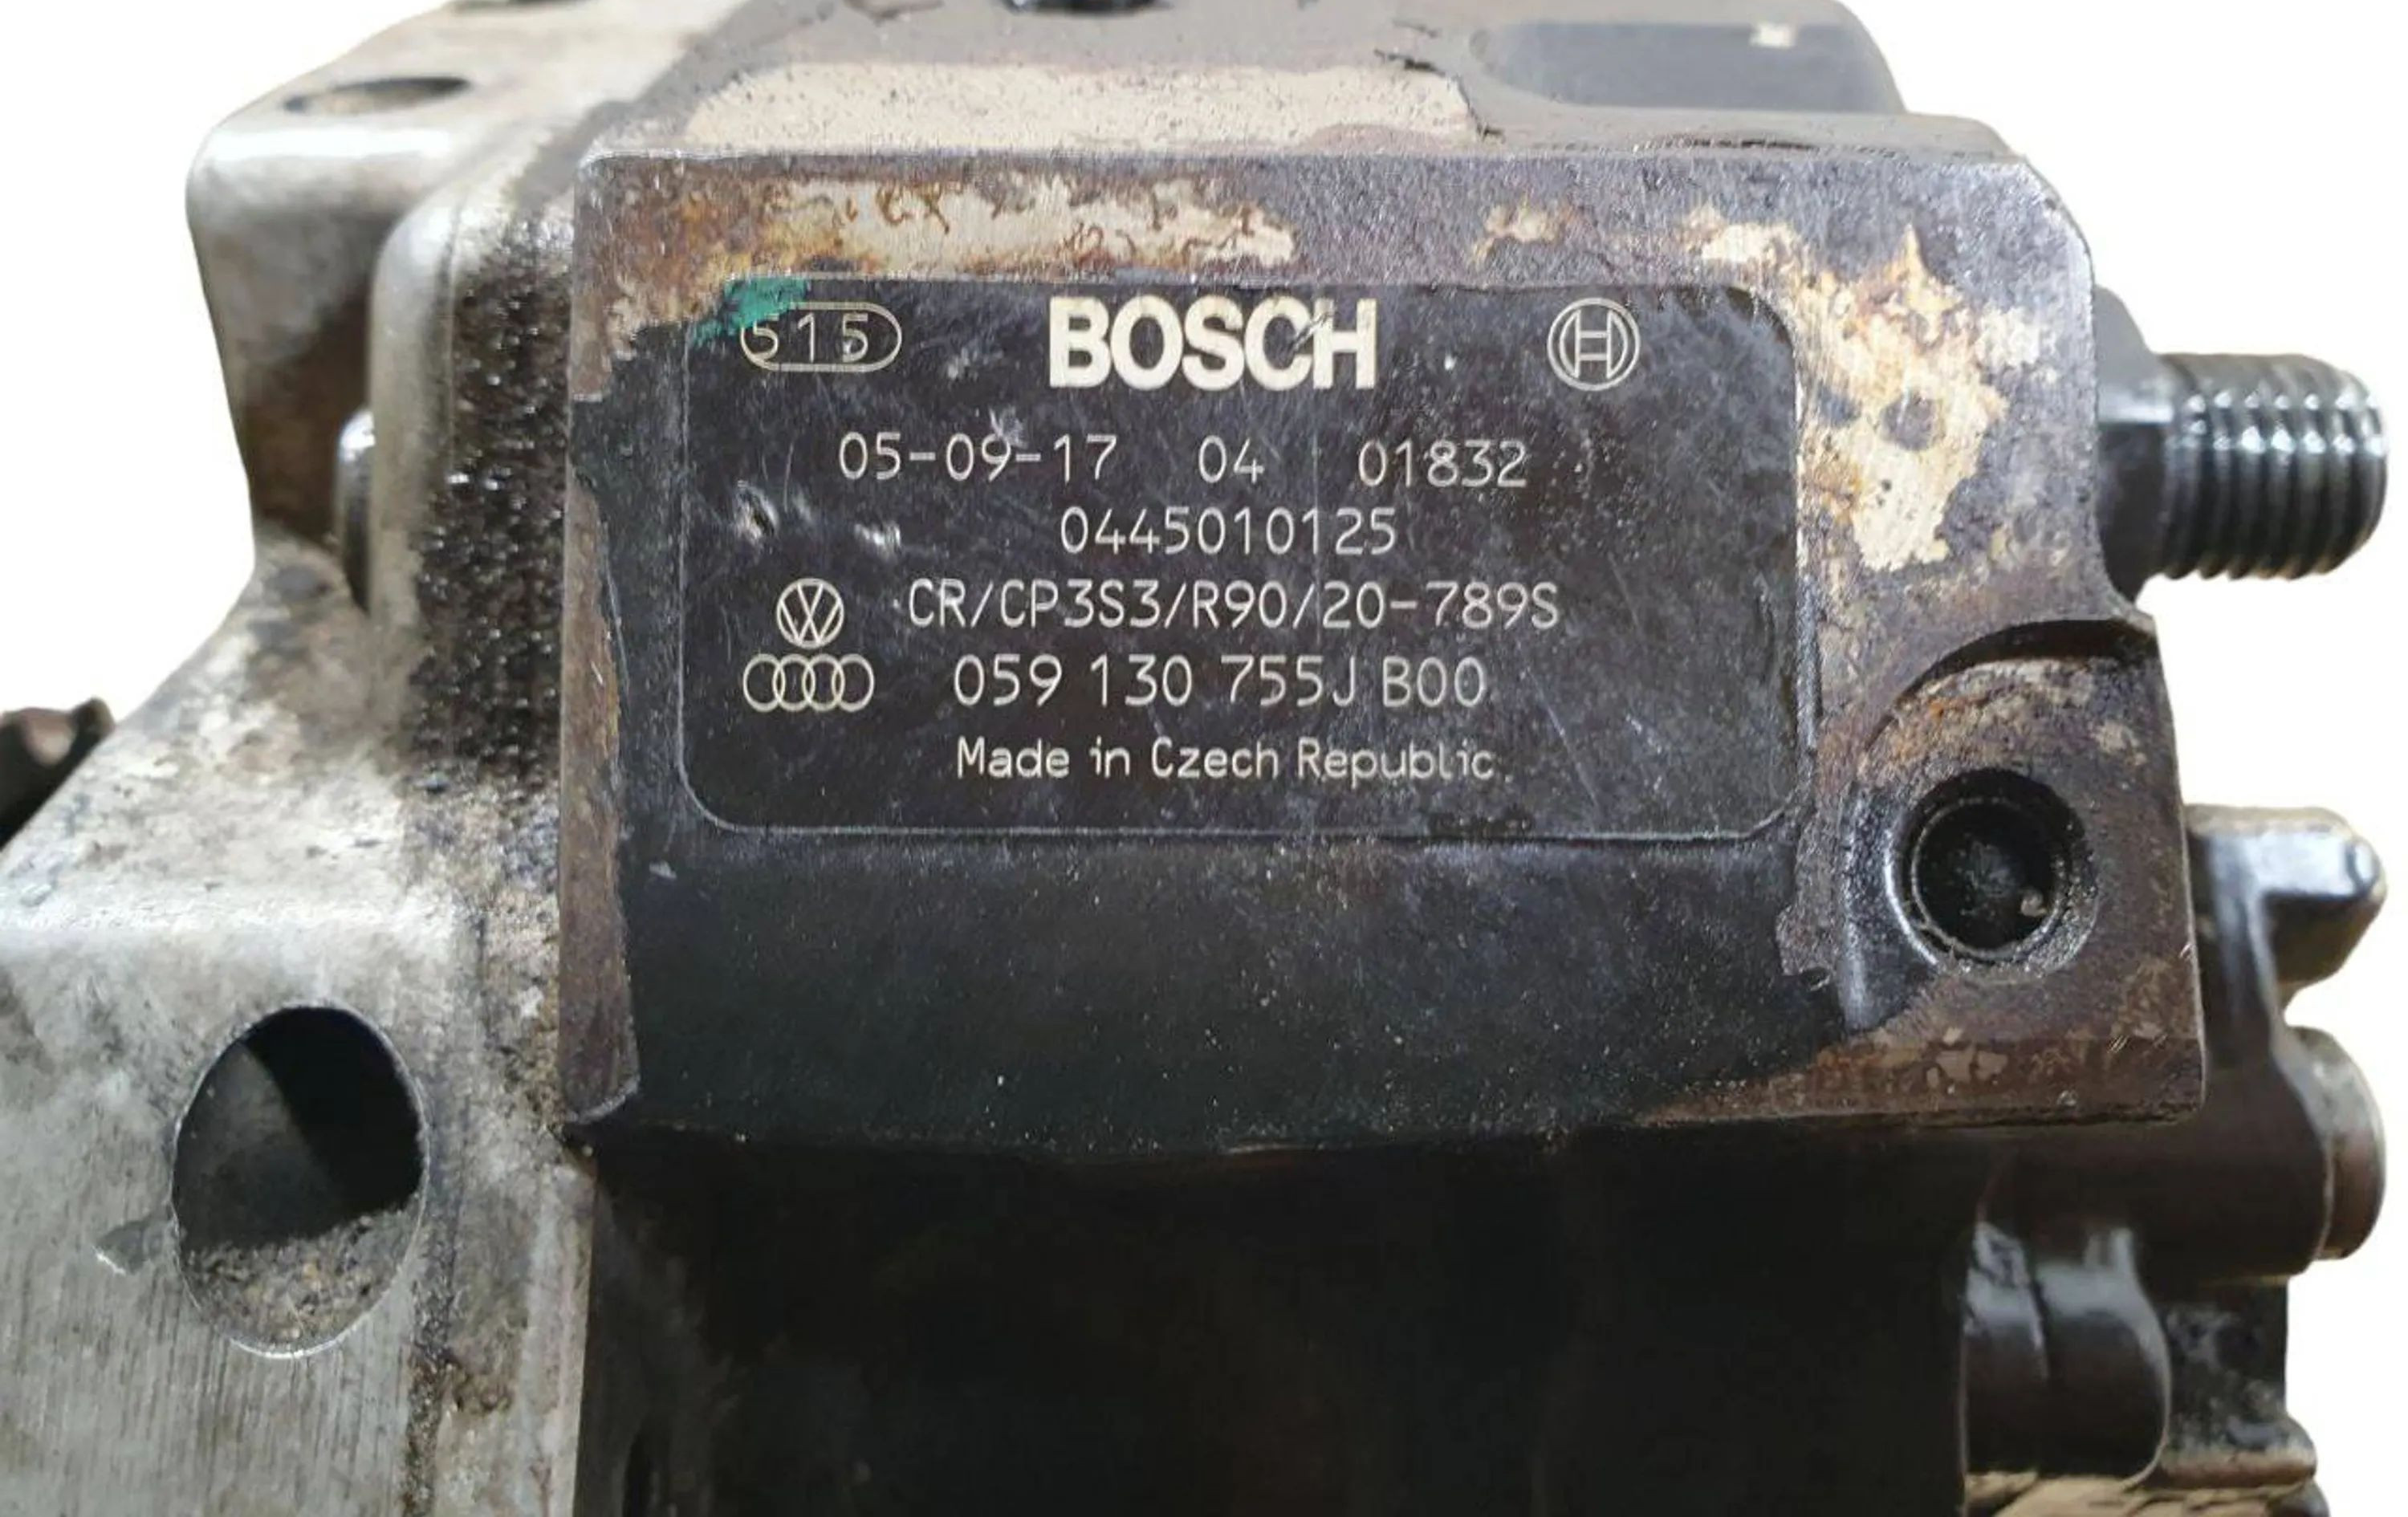 515 BOSCH
05-09-17 04 01832
0445010125
CR/CP3S3/R90/20-789S
059 130 755J B00
Made in Czech Republic